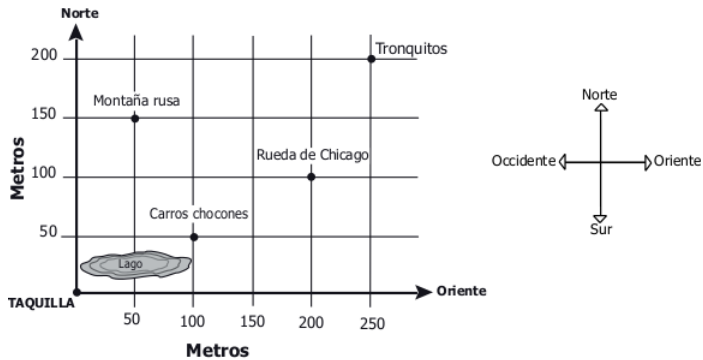 Norte
200
Tronquitos
Montaña rusa
150
Metros
Rueda de Chicago
100
Carros chocones
50
Lago
TAQUILLA
Oriente
50 100 150 200 250
Metros
Norte
Occidente Oriente
Sur